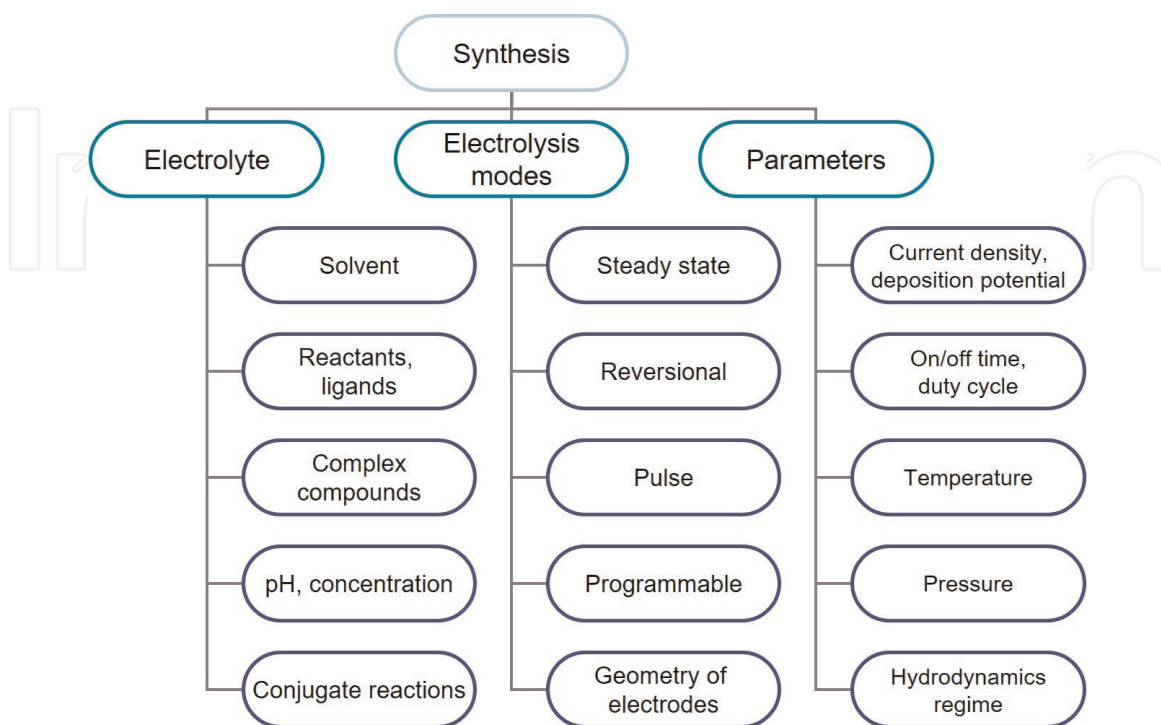 Synthesis
Electrolyte
Electrolysis
modes
Parameters
Solvent
Reactants,
ligands
Complex
compounds
pH, concentration
Conjugate reactions
Steady state
Reversional
Pulse
Programmable
Geometry of
electrodes
Current density,
deposition potential
On/off time,
duty cycle
Temperature
Pressure
Hydrodynamics
regime